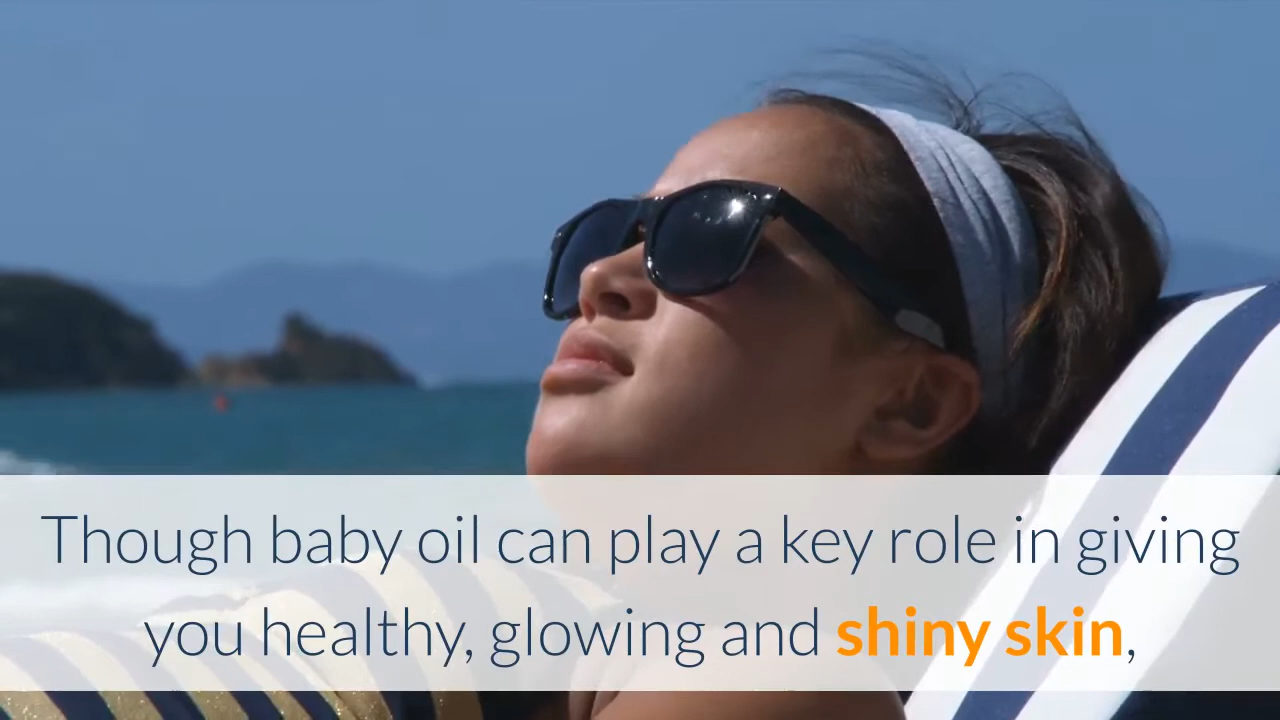 Though baby oil can play a key role in giving
you healthy, glowing and shiny skin,